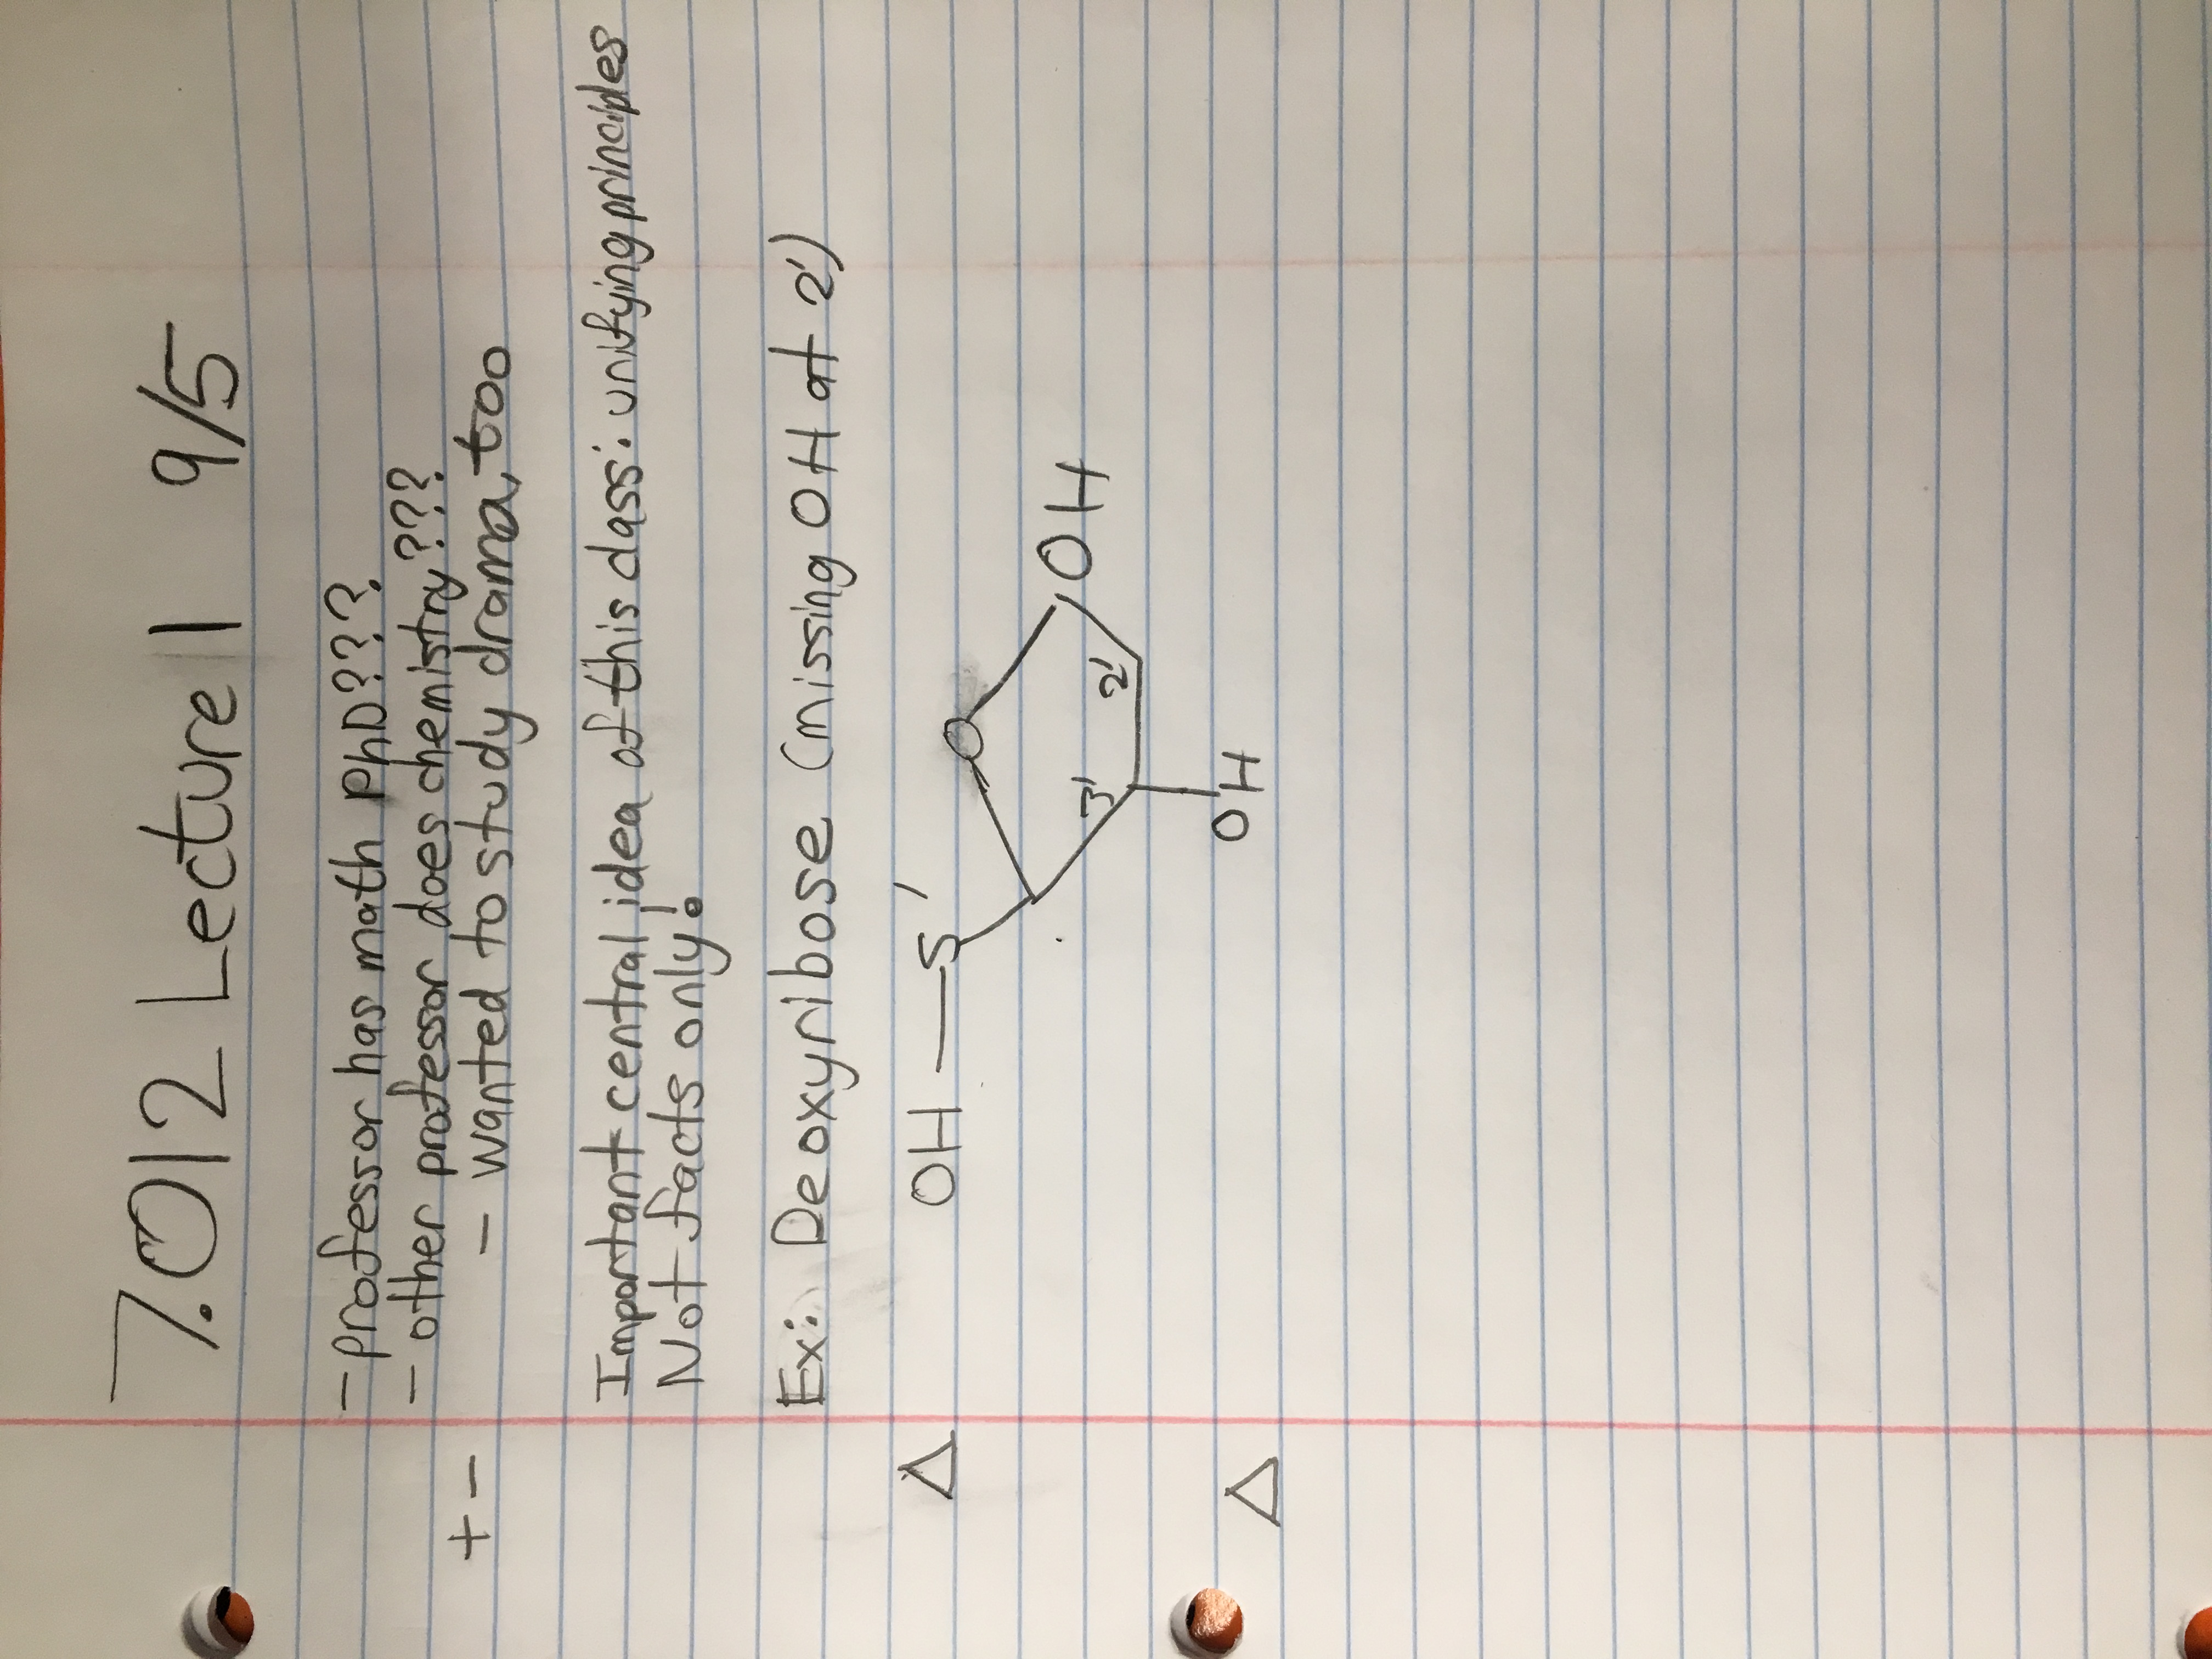 7.012 Lecture 1 9/5
- professor has math PhD???
- other professor does chemistry???
+ - - wanted to study drama, too
Important central idea of this class: unifying principles
Not facts only!
Ex: Deoxyribose (missing OH at 2')
Δ OH 5' O OH
3' 2'
Δ OH